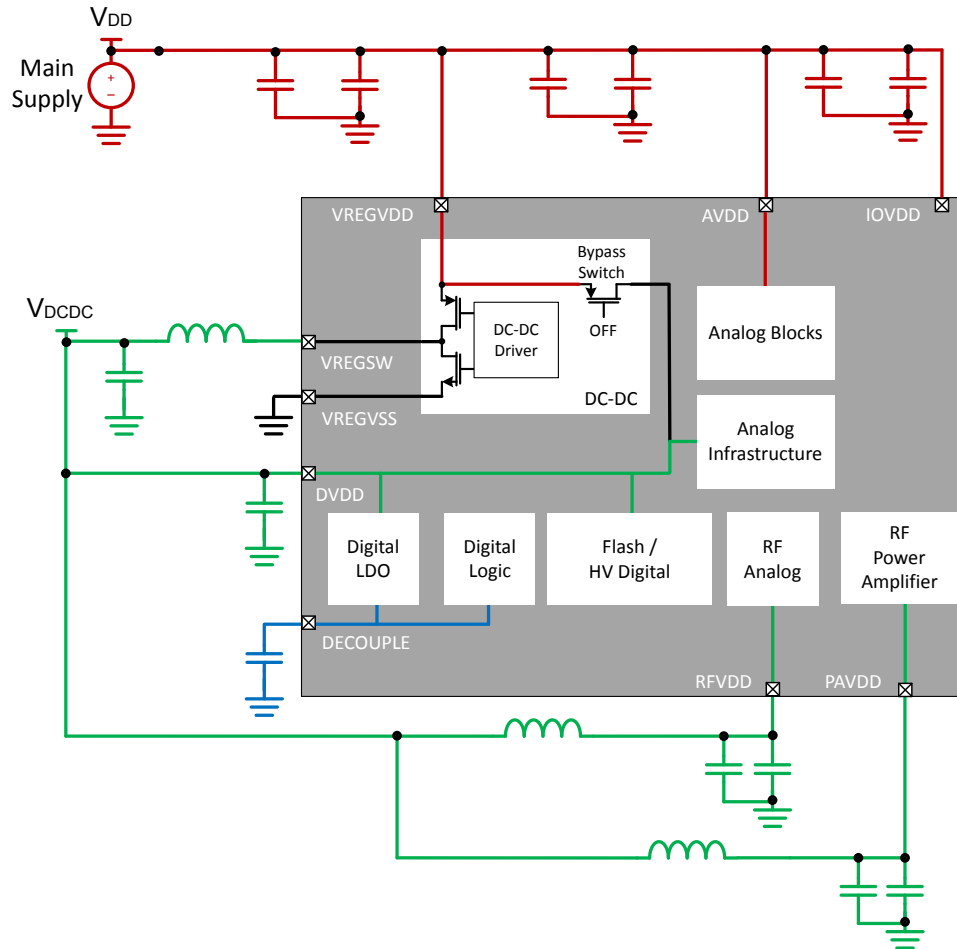 VDD
Main
Supply
+
−
VREGVDD
AVDD
IOVDD
Bypass
Switch
OFF
DC-DC
Driver
DC-DC
Analog Blocks
VDCDC
VREGSW
VREGVSS
Analog
Infrastructure
DVDD
Digital
LDO
Digital
Logic
Flash /
HV Digital
RF
Analog
RF
Power
Amplifier
DECOUPLE
RFVDD
PAVDD